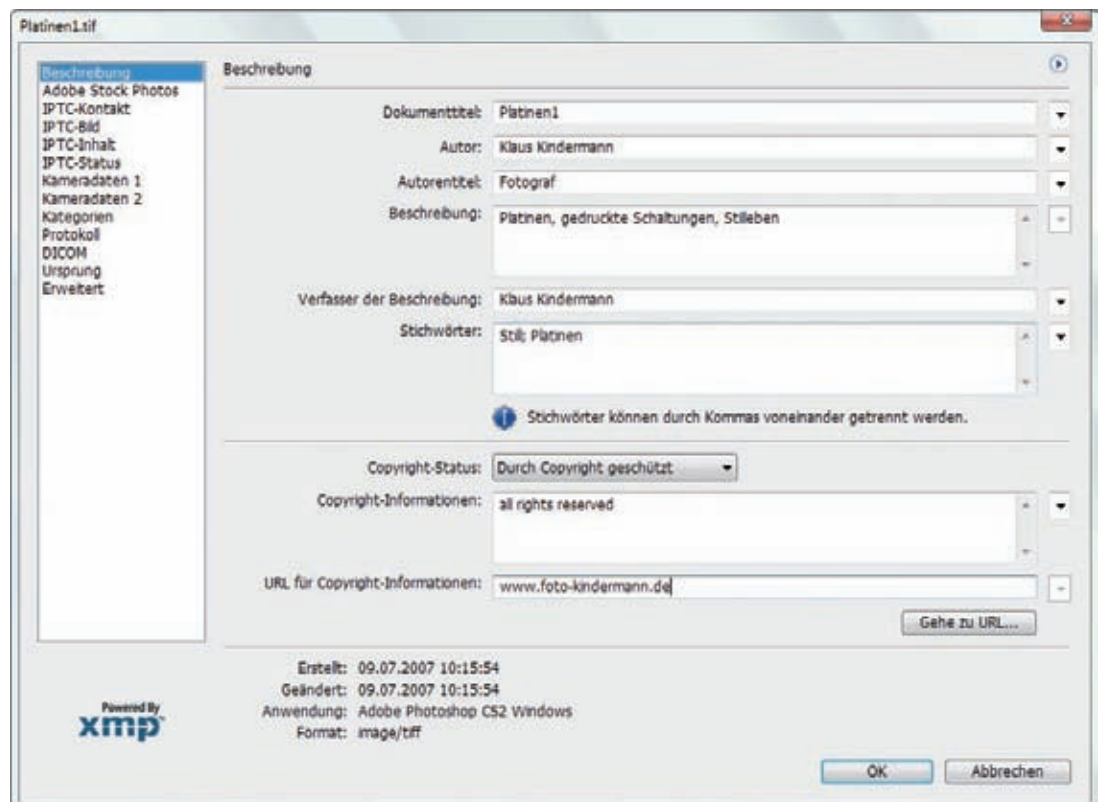 Platinen1.tif
Beschreibung
Adobe Stock Photos
IPTC-Kontakt
IPTC-Bild
IPTC-Inhalt
IPTC-Status
Kameradaten 1
Kameradaten 2
Kategorien
Protokoll
DICOM
Ursprung
Erweitert
Beschreibung
Dokumenttitel: Platinen1
Autor: Klaus Kindermann
Autorentitel: Fotograf
Beschreibung: Platinen, gedruckte Schaltungen, Stilleben
Verfasser der Beschreibung: Klaus Kindermann
Stichwörter: Still; Platinen
Stichwörter können durch Kommas voneinander getrennt werden.
Copyright-Status: Durch Copyright geschützt
Copyright-Informationen: all rights reserved
URL für Copyright-Informationen: www.foto-kindermann.de
Gehe zu URL...
Erstellt: 09.07.2007 10:15:54
Geändert: 09.07.2007 10:15:54
Anwendung: Adobe Photoshop CS2 Windows
Format: image/tiff
Powered By
xmp™
OK
Abbrechen